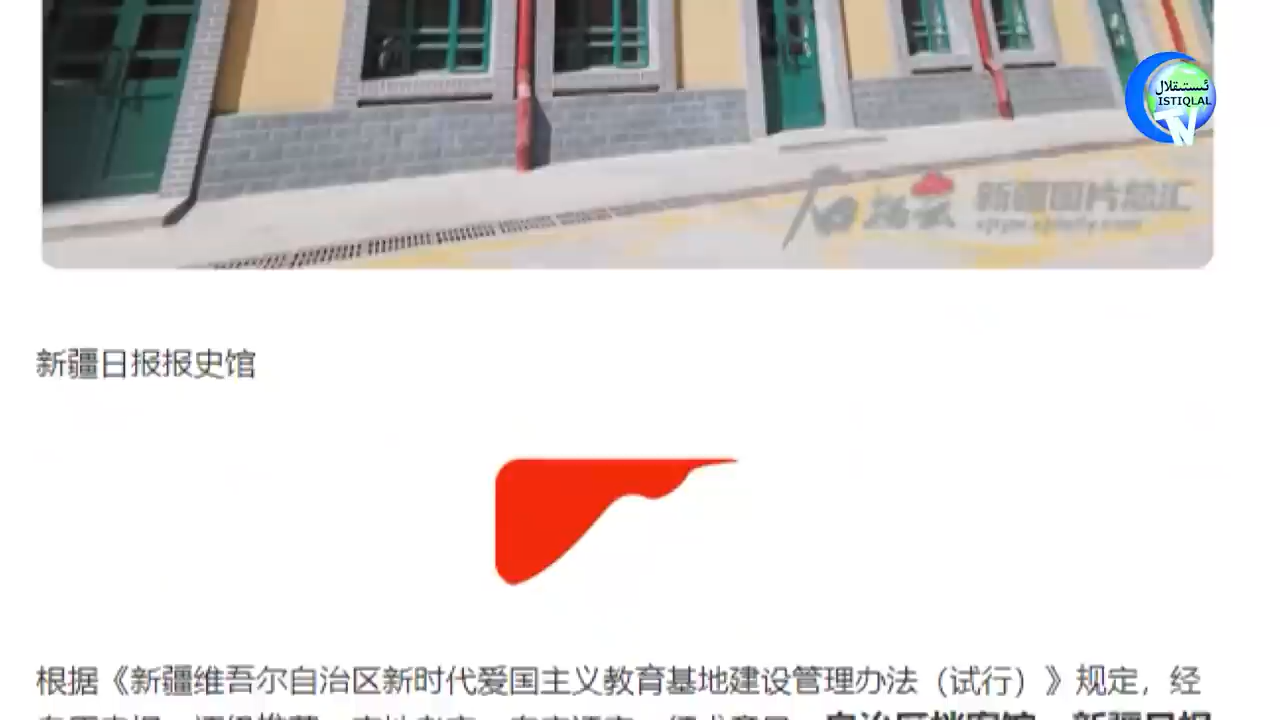 ئىستىقلال
ISTIQLAL
TV
新疆图片总汇
新疆日报报史馆
根据《新疆维吾尔自治区新时代爱国主义教育基地建设管理办法（试行）》规定，经